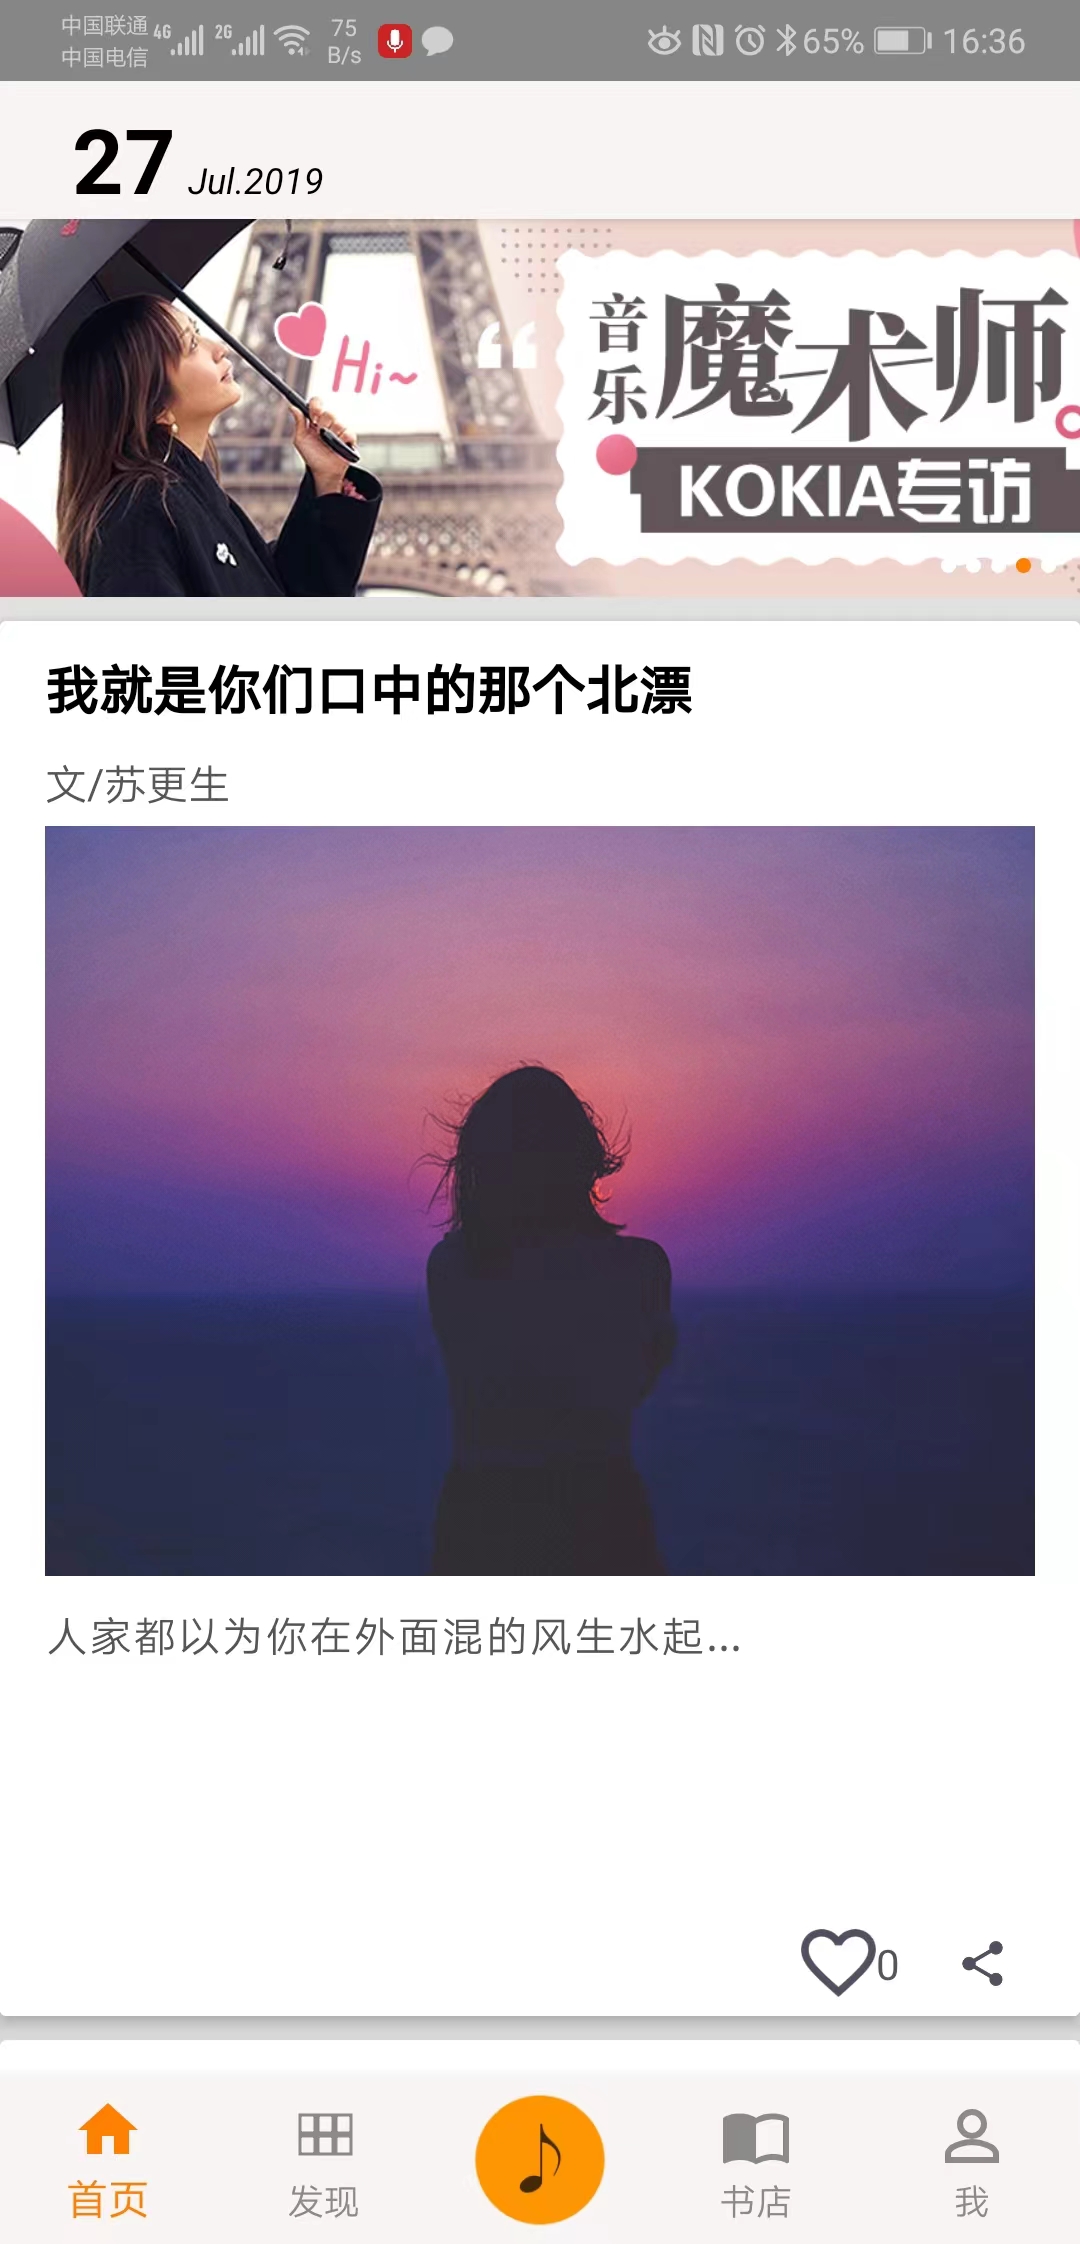 中国联通 4G 2G 75 65% 16:36
中国电信 B/s
27 Jul.2019
Hi~
“
音乐魔术师
KOKIA专访
我就是你们口中的那个北漂
文/苏更生
人家都以为你在外面混的风生水起...
0
首页 发现 书店 我